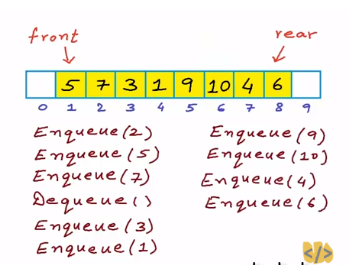 front
rear
5 7 3 1 9 10 4 6
0 1 2 3 4 5 6 7 8 9
Enqueue(2)
Enqueue(5)
Enqueue(7)
Dequeue()
Enqueue(3)
Enqueue(1)
Enqueue(9)
Enqueue(10)
Enqueue(4)
Enqueue(6)